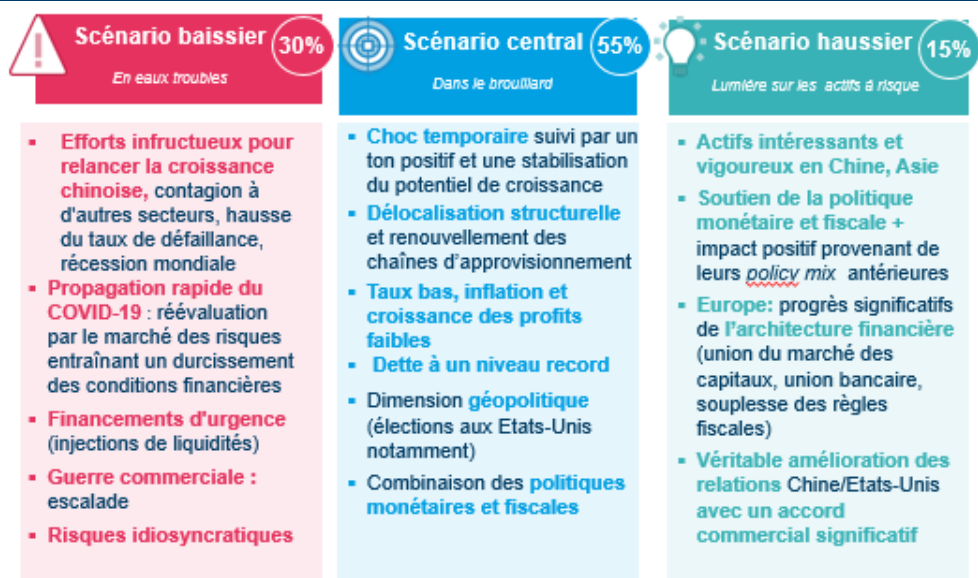 Scénario baissier
30%
En eaux troubles
▪ Efforts infructueux pour
relancer la croissance
chinoise, contagion à
d'autres secteurs, hausse
du taux de défaillance,
récession mondiale
▪ Propagation rapide du
COVID-19 : réévaluation
par le marché des risques
entraînant un durcissement
des conditions financières
▪ Financements d'urgence
(injections de liquidités)
▪ Guerre commerciale :
escalade
▪ Risques idiosyncratiques
Scénario central
55%
Dans le brouillard
▪ Choc temporaire suivi par un
ton positif et une stabilisation
du potentiel de croissance
▪ Délocalisation structurelle
et renouvellement des
chaînes d'approvisionnement
▪ Taux bas, inflation et
croissance des profits
faibles
▪ Dette à un niveau record
▪ Dimension géopolitique
(élections aux Etats-Unis
notamment)
▪ Combinaison des politiques
monétaires et fiscales
Scénario haussier
15%
Lumière sur les actifs à risque
▪ Actifs intéressants et
vigoureux en Chine, Asie
▪ Soutien de la politique
monétaire et fiscale +
impact positif provenant de
leurs policy mix antérieures
▪ Europe: progrès significatifs
de l'architecture financière
(union du marché des
capitaux, union bancaire,
souplesse des règles
fiscales)
▪ Véritable amélioration des
relations Chine/Etats-Unis
avec un accord
commercial significatif